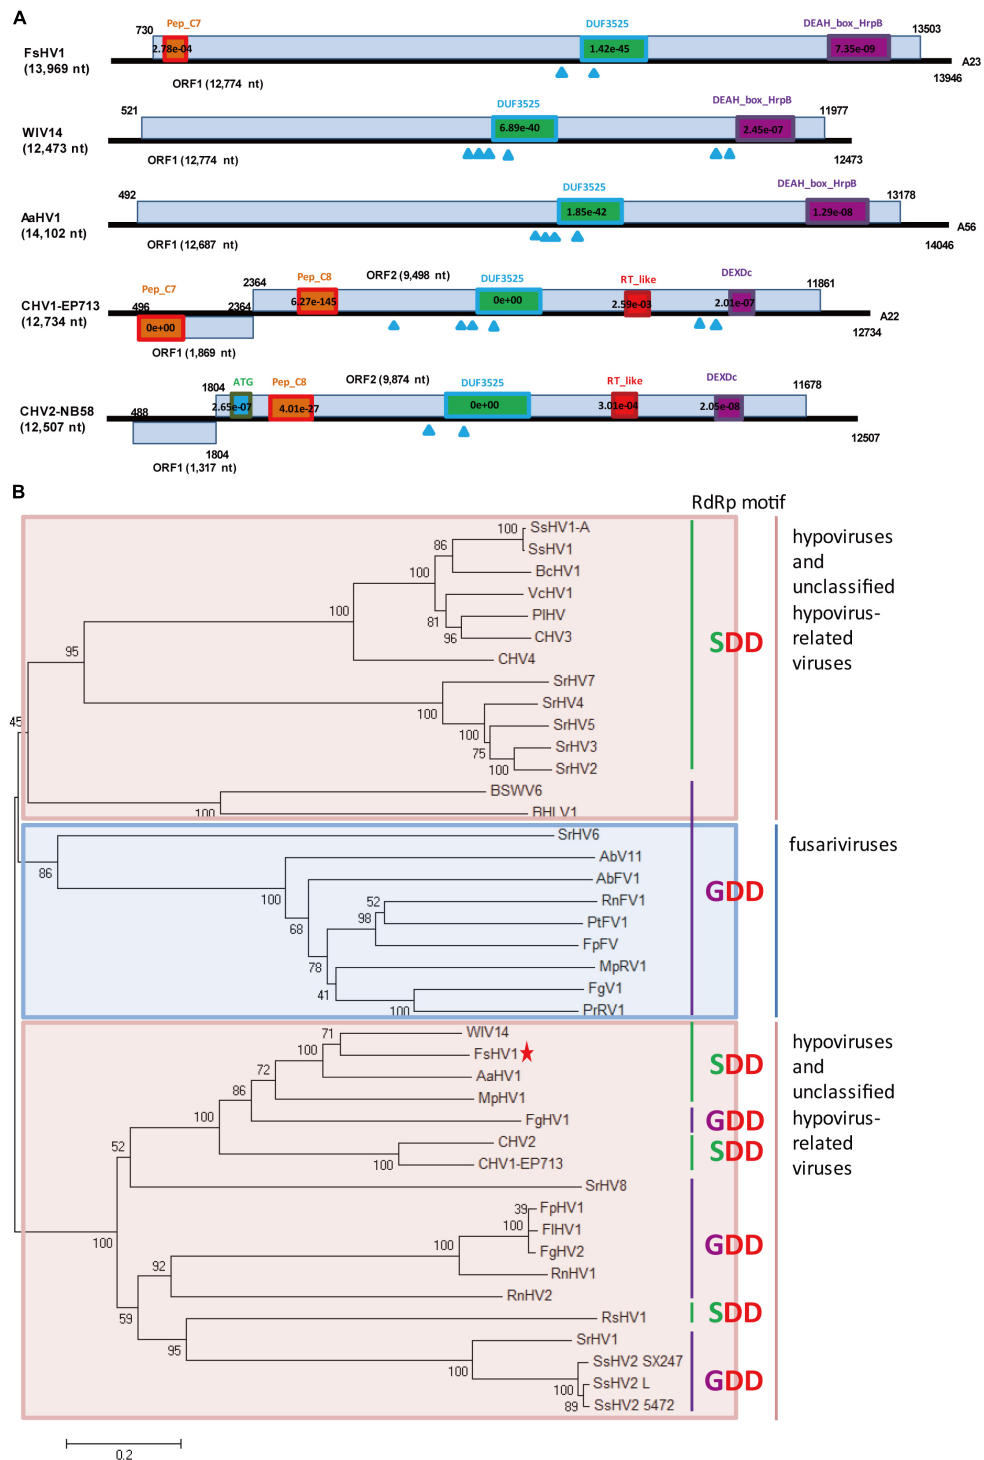 A
730
Pep_C7
DUF3525
DEAH_box_HrpB
13503
FsHV1
(13,969 nt)
2.78e-04
1.42e-45
7.35e-09
A23
ORF1 (12,774 nt)
13946
521
DUF3525
DEAH_box_HrpB
11977
WIV14
(12,473 nt)
6.89e-40
2.45e-07
ORF1 (12,774 nt)
12473
492
DUF3525
DEAH_box_HrpB
13178
AaHV1
(14,102 nt)
1.85e-42
1.29e-08
A56
ORF1 (12,687 nt)
14046
Pep_C7
2364
Pep_C8
ORF2 (9,498 nt)
DUF3525
RT_like
DEXDc
11861
CHV1-EP713
(12,734 nt)
496
2364
6.27e-145
0e+00
2.59e-03
2.01e-07
A22
0e+00
12734
ORF1 (1,869 nt)
1804
ATG
Pep_C8
ORF2 (9,874 nt)
DUF3525
RT_like
DEXDc
11678
CHV2-NB58
(12,507 nt)
488
2.65e-07
4.01e-27
0e+00
3.01e-04
2.05e-08
12507
1804
ORF1 (1,317 nt)
B
RdRp motif
SsHV1-A
SsHV1
BcHV1
VcHV1
PlHV
CHV3
CHV4
SrHV7
SrHV4
SrHV5
SrHV3
SrHV2
BSWV6
BHLV1
100
86
100
81
96
100
95
100
100
75
100
45
100
SDD
hypoviruses
and
unclassified
hypovirus-
related
viruses
SrHV6
AbV11
AbFV1
RnFV1
PtFV1
FpFV
MpRV1
FgV1
PrRV1
86
100
68
52
98
78
41
100
GDD
fusariviruses
WIV14
FsHV1
AaHV1
MpHV1
FgHV1
CHV2
CHV1-EP713
SrHV8
FpHV1
FlHV1
FgHV2
RnHV1
RnHV2
RsHV1
SrHV1
SsHV2 SX247
SsHV2 L
SsHV2 5472
71
100
72
86
100
52
100
100
39
100
100
92
59
95
100
100
89
SDD
GDD
SDD
GDD
SDD
GDD
hypoviruses
and
unclassified
hypovirus-
related
viruses
0.2